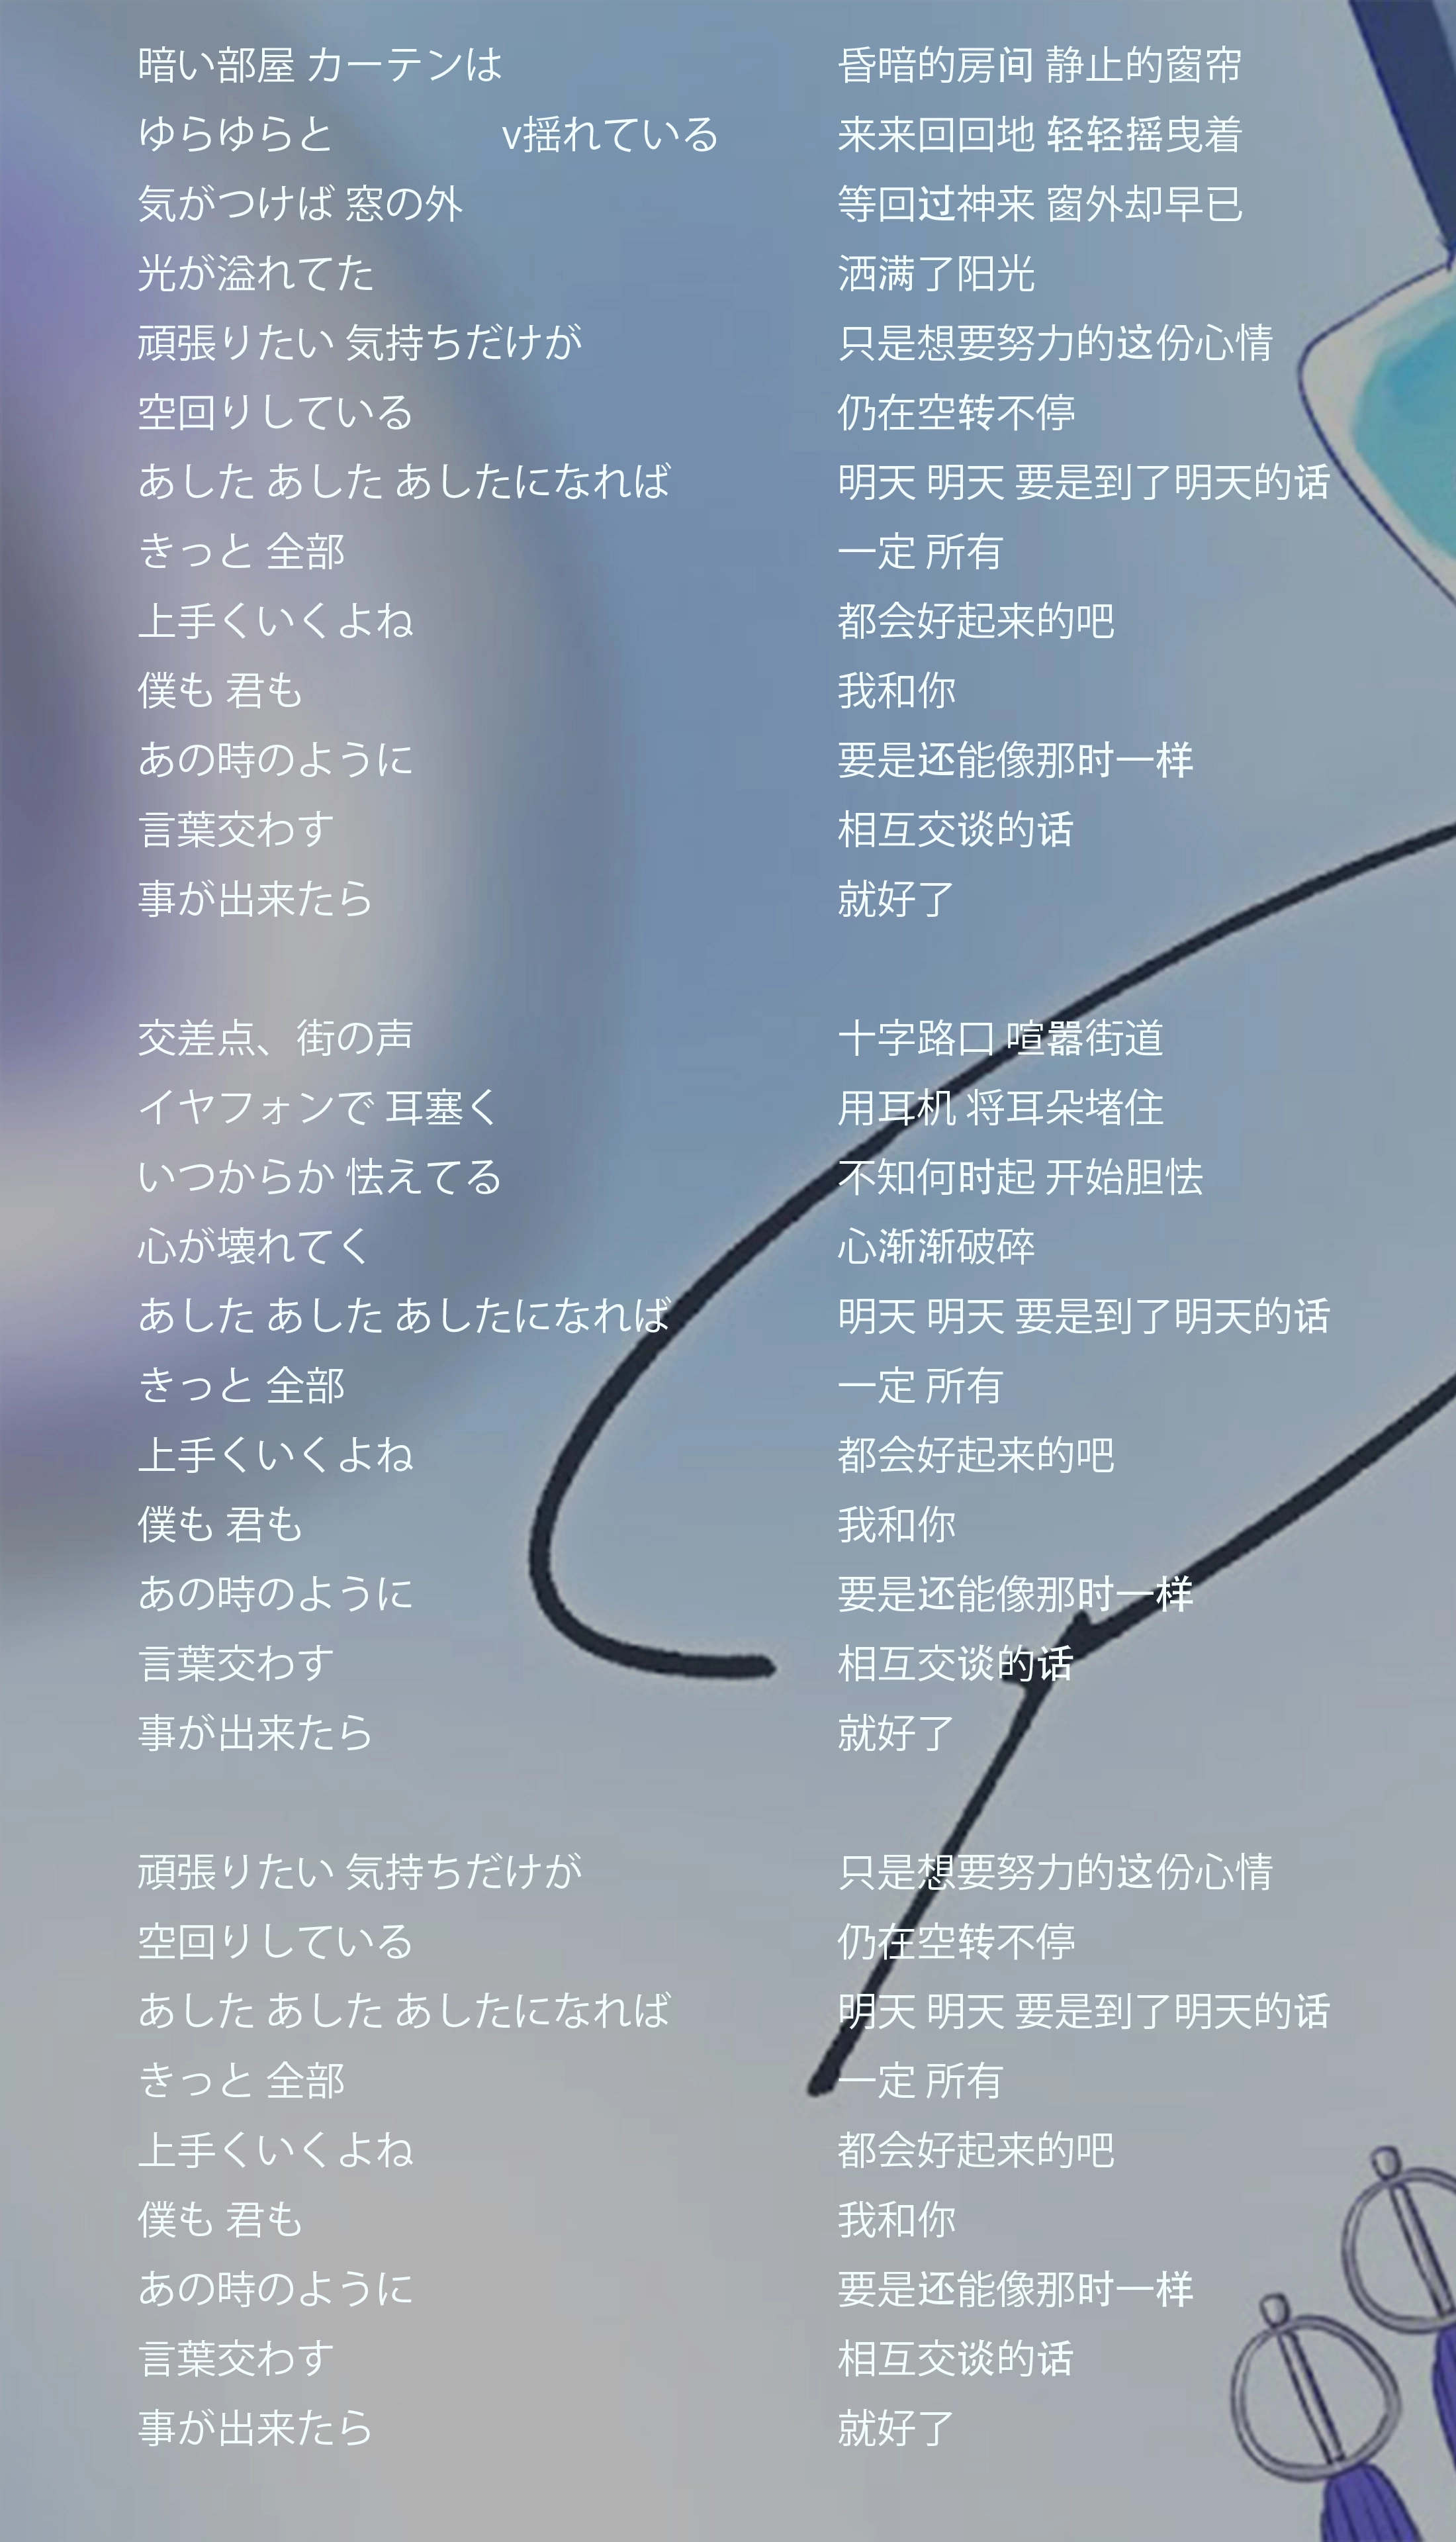 暗い部屋 カーテンは
ゆらゆらと v揺れている
気がつけば 窓の外
光が溢れてた
頑張りたい 気持ちだけが
空回りしている
あした あした あしたになれば
きっと 全部
上手くいくよね
僕も 君も
あの時のように
言葉交わす
事が出来たら
交差点、街の声
イヤフォンで 耳塞く
いつからか 怯えてる
心が壊れてく
あした あした あしたになれば
きっと 全部
上手くいくよね
僕も 君も
あの時のように
言葉交わす
事が出来たら
頑張りたい 気持ちだけが
空回りしている
あした あした あしたになれば
きっと 全部
上手くいくよね
僕も 君も
あの時のように
言葉交わす
事が出来たら
昏暗的房间 静止的窗帘
来来回回地 轻轻摇曳着
等回过神来 窗外却早已
洒满了阳光
只是想要努力的这份心情
仍在空转不停
明天 明天 要是到了明天的话
一定 所有
都会好起来的吧
我和你
要是还能像那时一样
相互交谈的话
就好了
十字路口 喧嚣街道
用耳机 将耳朵堵住
不知何时起 开始胆怯
心渐渐破碎
明天 明天 要是到了明天的话
一定 所有
都会好起来的吧
我和你
要是还能像那时一样
相互交谈的话
就好了
只是想要努力的这份心情
仍在空转不停
明天 明天 要是到了明天的话
一定 所有
都会好起来的吧
我和你
要是还能像那时一样
相互交谈的话
就好了